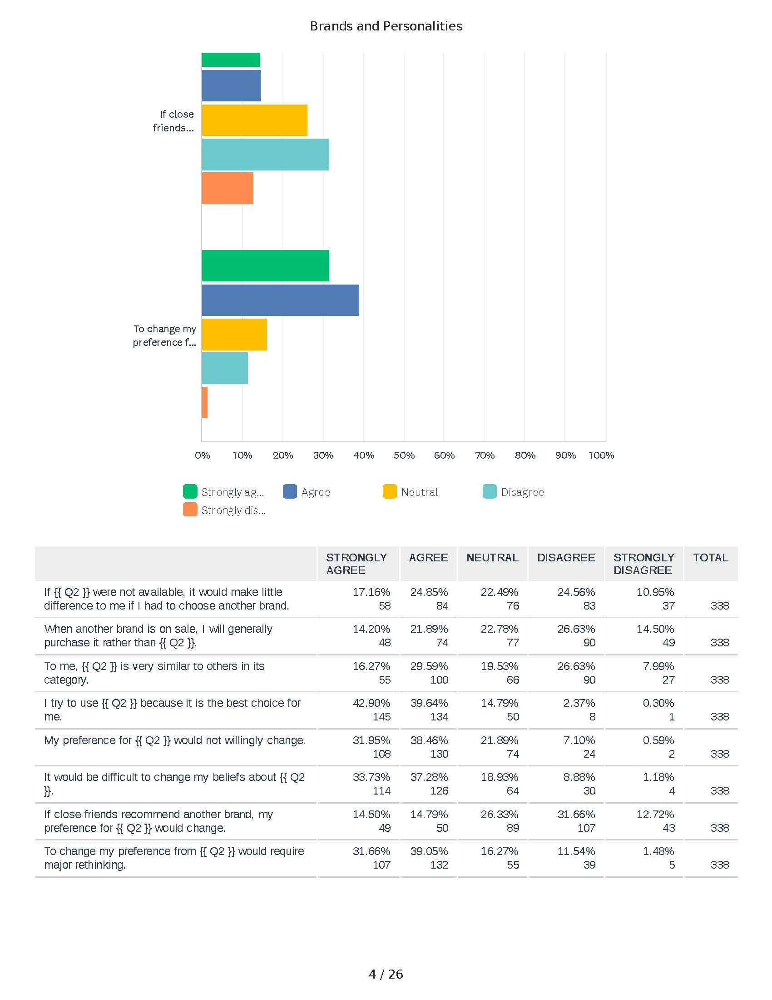 Brands and Personalities
If close
friends...
To change my
preference f...
0% 10% 20% 30% 40% 50% 60% 70% 80% 90% 100%
Strongly ag... Agree Neutral Disagree
Strongly dis...
STRONGLY AGREE NEUTRAL DISAGREE STRONGLY TOTAL
AGREE DISAGREE
If {{ Q2 }} were not available, it would make little 17.16% 24.85% 22.49% 24.56% 10.95%
difference to me if I had to choose another brand. 58 84 76 83 37 338
When another brand is on sale, I will generally 14.20% 21.89% 22.78% 26.63% 14.50%
purchase it rather than {{ Q2 }}. 48 74 77 90 49 338
To me, {{ Q2 }} is very similar to others in its 16.27% 29.59% 19.53% 26.63% 7.99%
category. 55 100 66 90 27 338
I try to use {{ Q2 }} because it is the best choice for 42.90% 39.64% 14.79% 2.37% 0.30%
me. 145 134 50 8 1 338
My preference for {{ Q2 }} would not willingly change. 31.95% 38.46% 21.89% 7.10% 0.59%
108 130 74 24 2 338
It would be difficult to change my beliefs about {{ Q2 33.73% 37.28% 18.93% 8.88% 1.18%
}}. 114 126 64 30 4 338
If close friends recommend another brand, my 14.50% 14.79% 26.33% 31.66% 12.72%
preference for {{ Q2 }} would change. 49 50 89 107 43 338
To change my preference from {{ Q2 }} would require 31.66% 39.05% 16.27% 11.54% 1.48%
major rethinking. 107 132 55 39 5 338
4 / 26